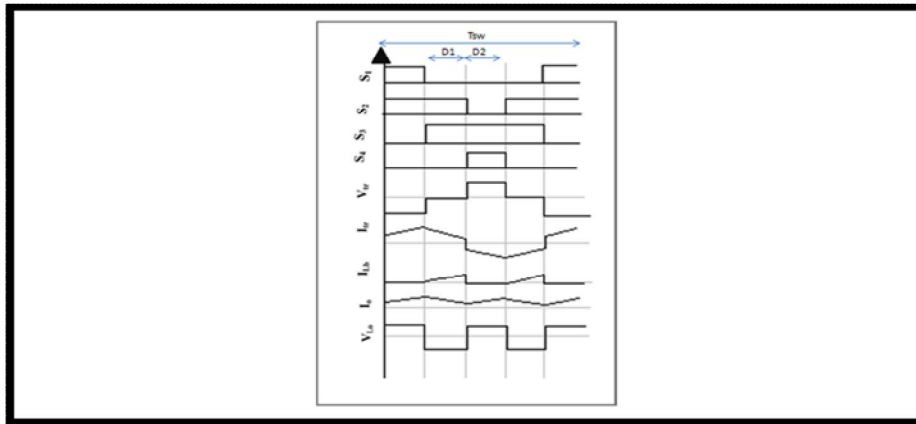 Tsw
D1 D2
S1
S2
S3
S4
Vtr
Itr
ILb
Io
VLo